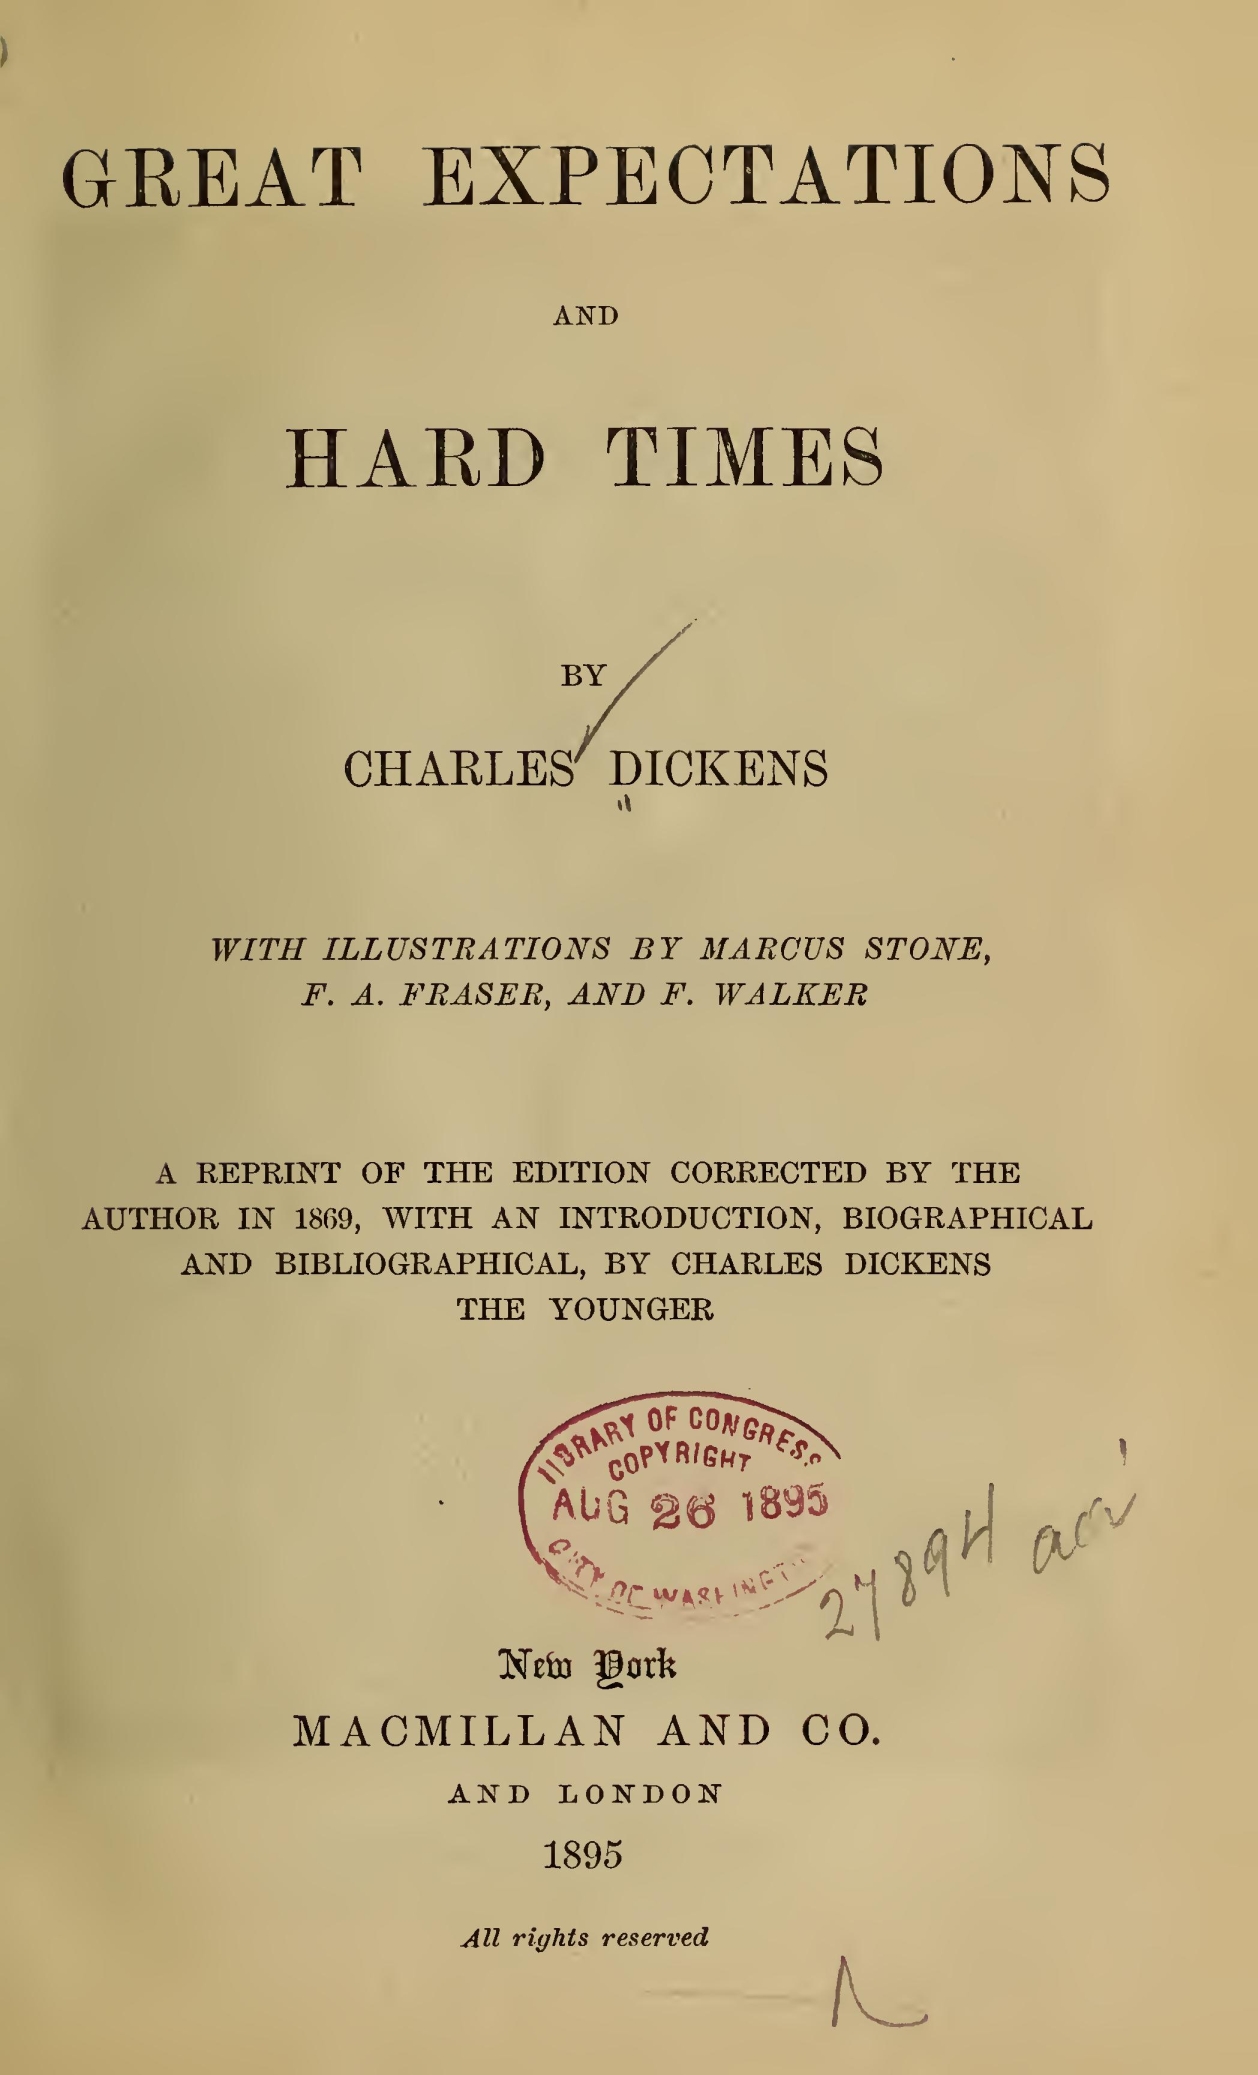 GREAT EXPECTATIONS
AND
HARD TIMES
BY
CHARLES DICKENS
WITH ILLUSTRATIONS BY MARCUS STONE,
F. A. FRASER, AND F. WALKER
A REPRINT OF THE EDITION CORRECTED BY THE
AUTHOR IN 1869, WITH AN INTRODUCTION, BIOGRAPHICAL
AND BIBLIOGRAPHICAL, BY CHARLES DICKENS
THE YOUNGER
LIBRARY OF CONGRESS
COPYRIGHT
AUG 26 1895
CITY OF WASHINGTON
27894
New York
MACMILLAN AND CO.
AND LONDON
1895
All rights reserved